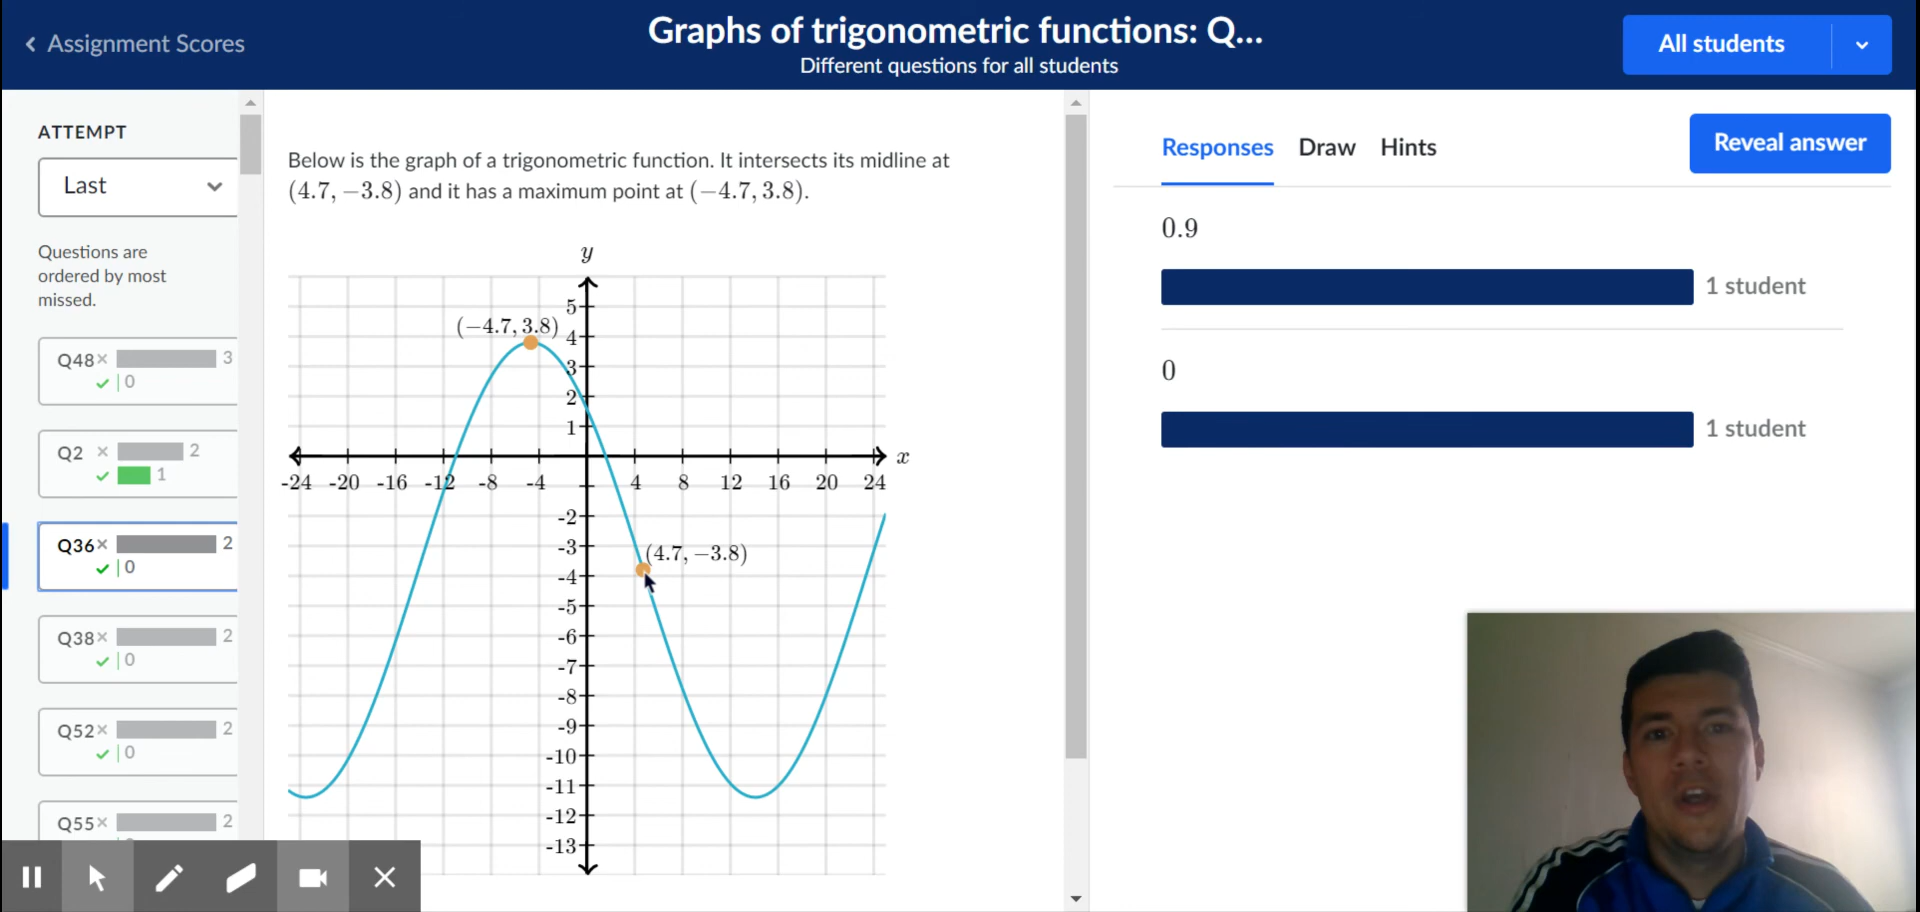 Assignment Scores
Graphs of trigonometric functions: Q...
Different questions for all students
All students
ATTEMPT
Last
Questions are
ordered by most
missed.
Q48 × 3
✓ 0
Q2 × 2
✓ 1
Q36 × 2
✓ 0
Q38 × 2
✓ 0
Q52 × 2
✓ 0
Q55 × 2
Below is the graph of a trigonometric function. It intersects its midline at
(4.7, −3.8) and it has a maximum point at (−4.7, 3.8).
y
5
(−4.7, 3.8)
4
3
2
1
x
-24 -20 -16 -12 -8 -4 4 8 12 16 20 24
-2
-3
(4.7, −3.8)
-4
-5
-6
-7
-8
-9
-10
-11
-12
-13
Responses Draw Hints
Reveal answer
0.9
1 student
0
1 student